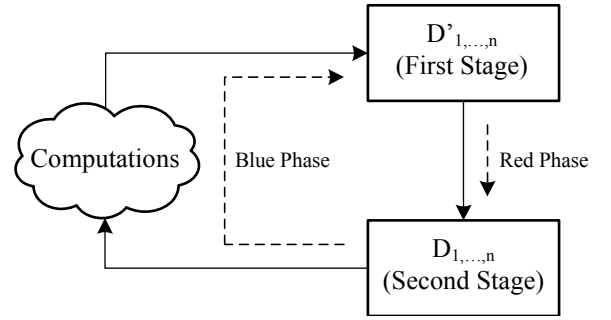 D’1,…,n
(First Stage)
Computations
Blue Phase
Red Phase
D1,…,n
(Second Stage)